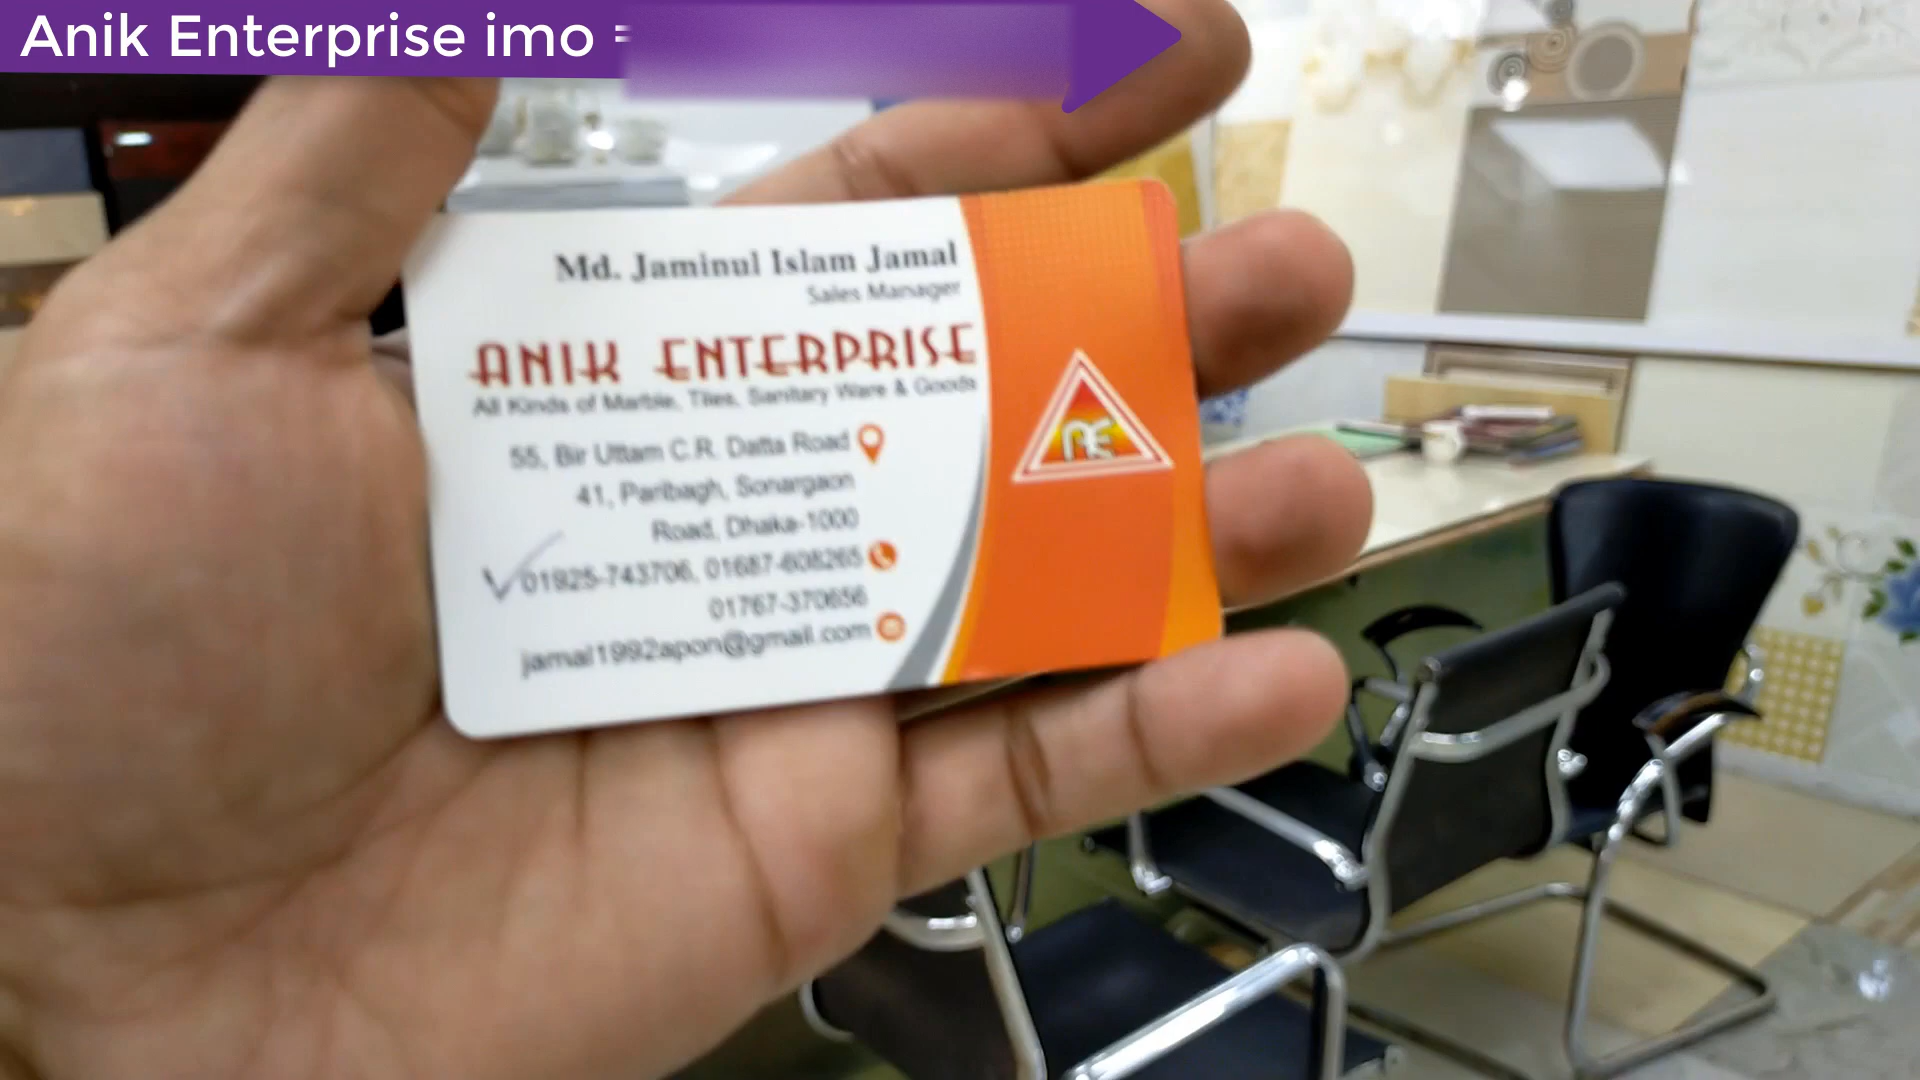 Anik Enterprise imo =
Md. Jaminul Islam Jamal
Sales Manager
ANIK ENTERPRISE
All Kinds of Marble, Tiles, Sanitary Ware & Goods
55, Bir Uttam C.R. Datta Road
41, Paribagh, Sonargaon
Road, Dhaka-1000
01925-743706, 01687-608265
01767-370656
jamal1992apon@gmail.com
AE